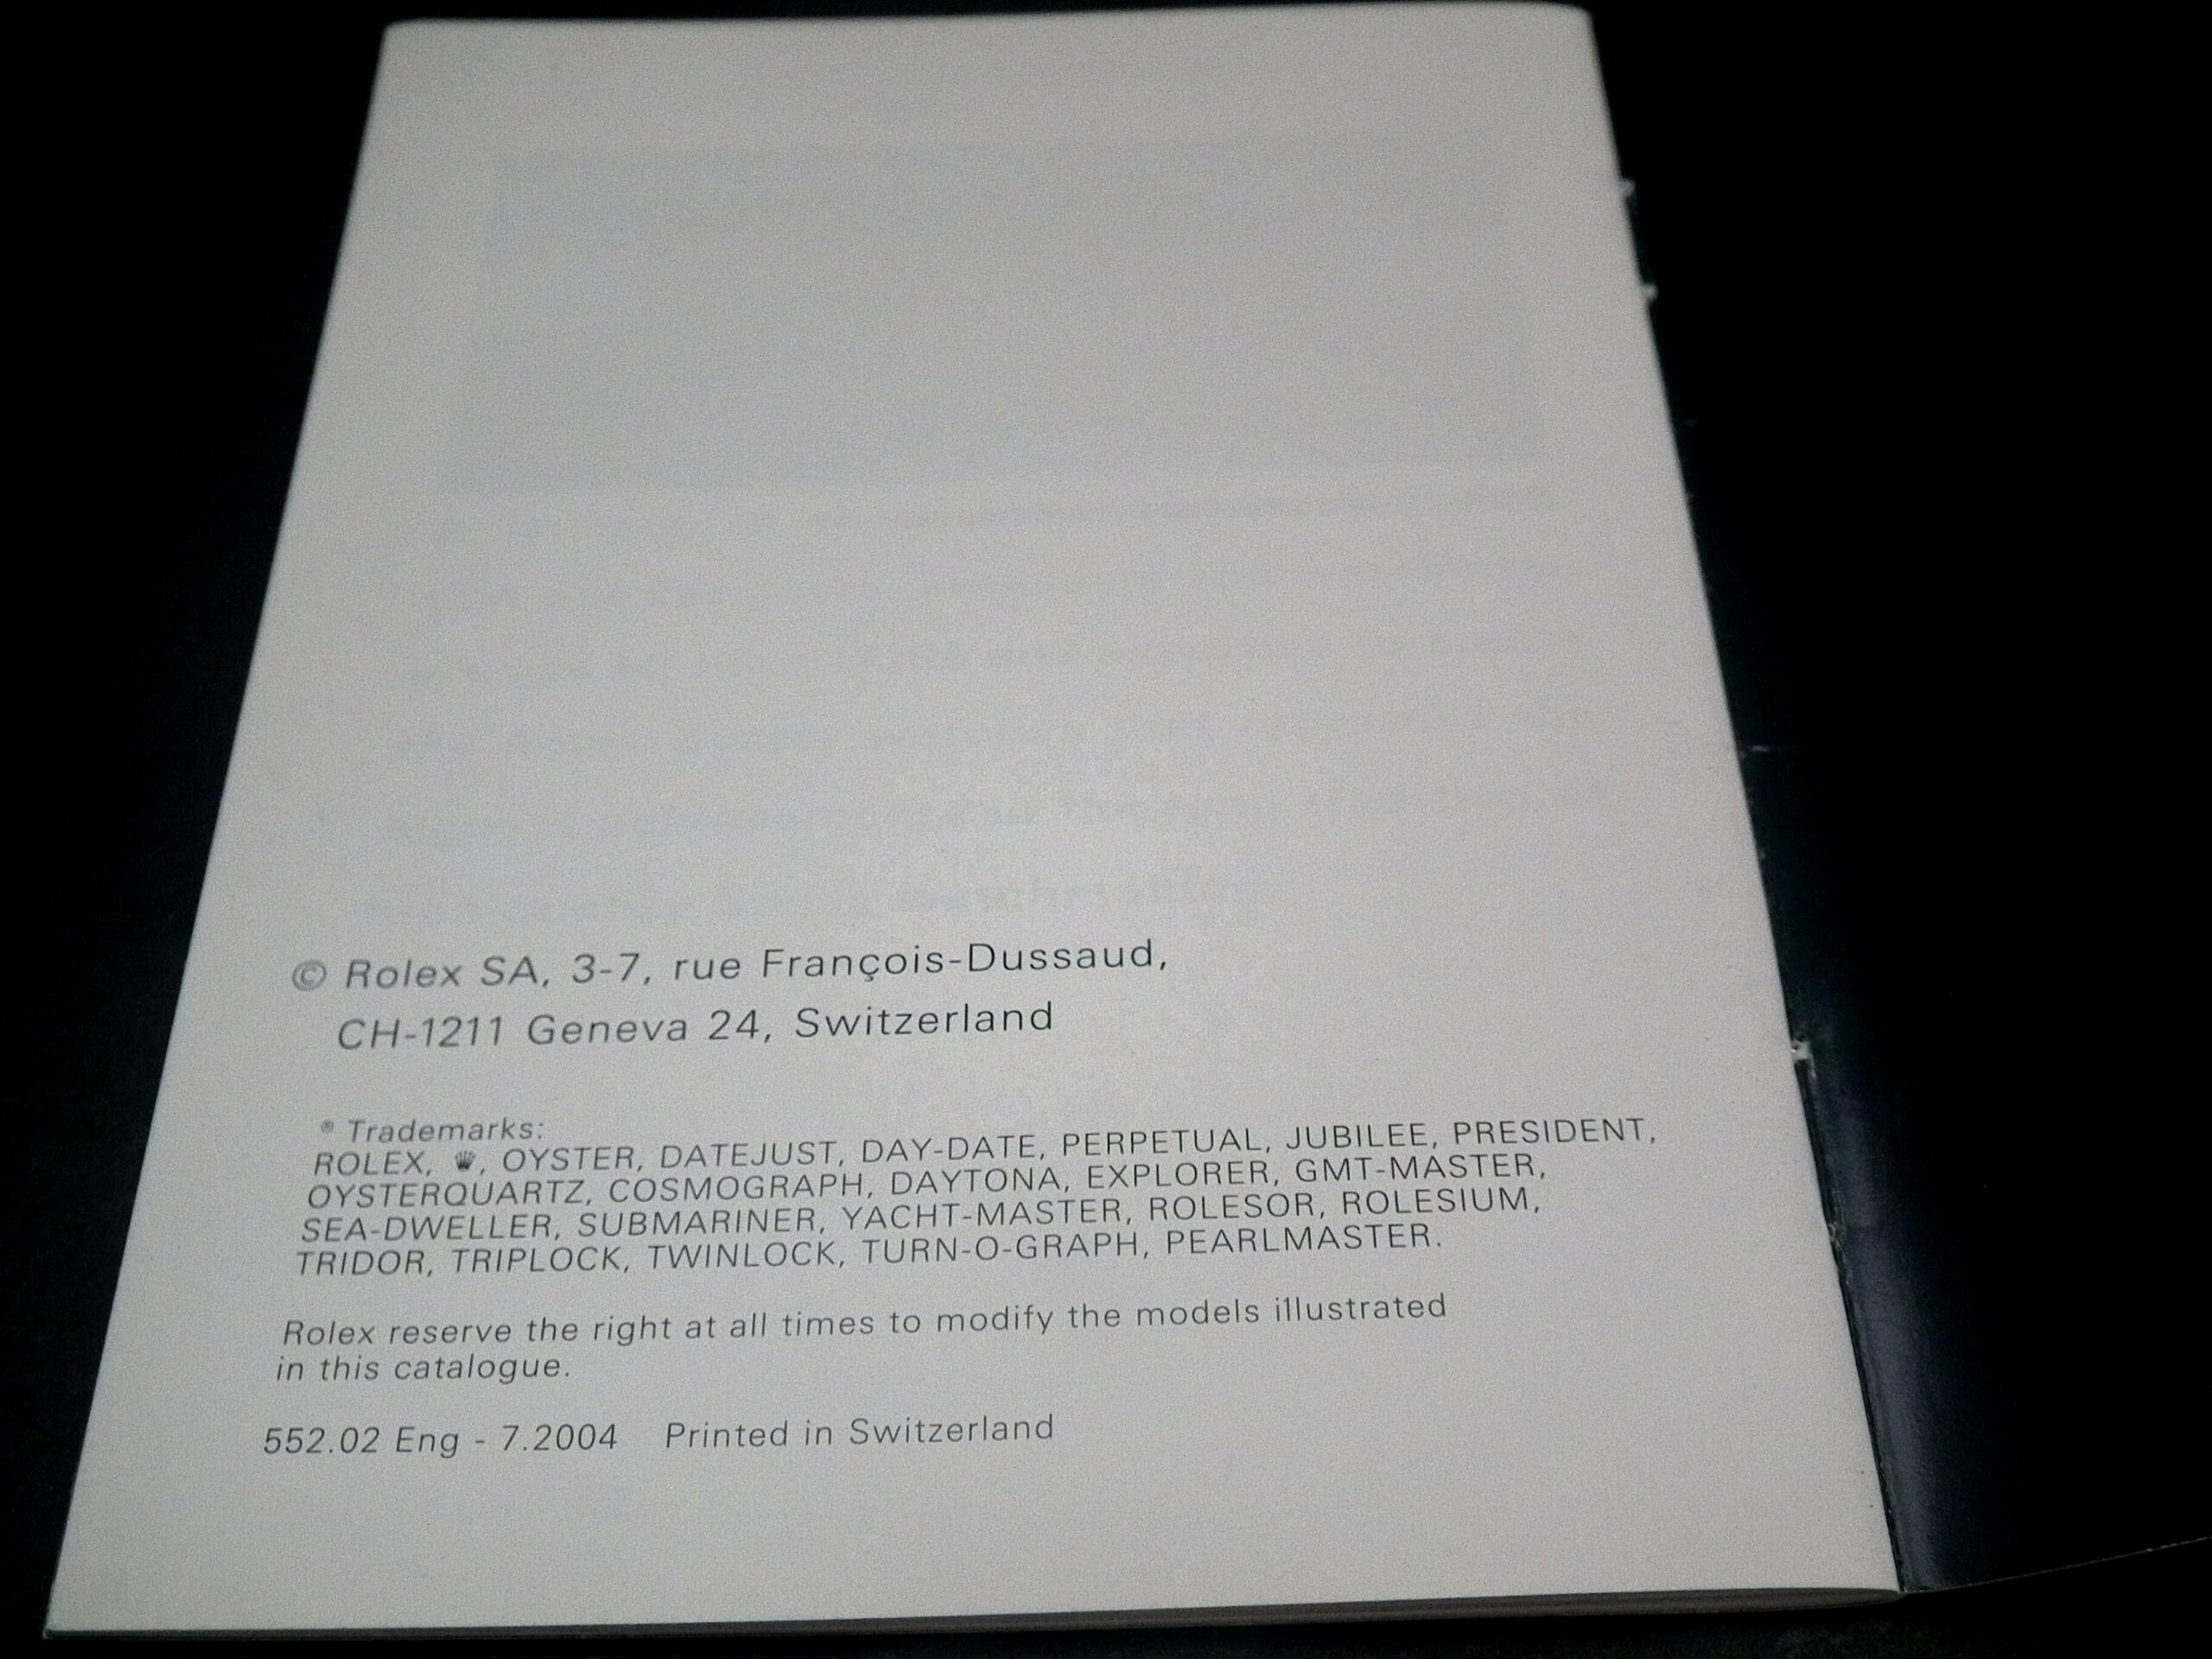 © Rolex SA, 3-7, rue François-Dussaud,
CH-1211 Geneva 24, Switzerland
® Trademarks:
ROLEX, ♛, OYSTER, DATEJUST, DAY-DATE, PERPETUAL, JUBILEE, PRESIDENT,
OYSTERQUARTZ, COSMOGRAPH, DAYTONA, EXPLORER, GMT-MASTER,
SEA-DWELLER, SUBMARINER, YACHT-MASTER, ROLESOR, ROLESIUM,
TRIDOR, TRIPLOCK, TWINLOCK, TURN-O-GRAPH, PEARLMASTER.
Rolex reserve the right at all times to modify the models illustrated
in this catalogue.
552.02 Eng - 7.2004 Printed in Switzerland